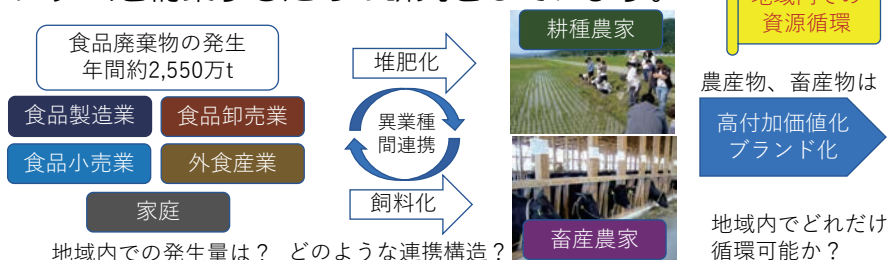 地域内での
資源循環
食品廃棄物の発生
年間約2,550万t
食品製造業
食品卸売業
食品小売業
外食産業
家庭
地域内での発生量は？
堆肥化
異業種
間連携
飼料化
どのような連携構造？
耕種農家
畜産農家
農産物、畜産物は
高付加価値化
ブランド化
地域内でどれだけ
循環可能か？